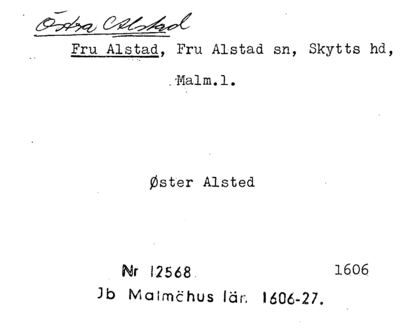 Östra Alstad
Fru Alstad, Fru Alstad sn, Skytts hd,
Malm.l.
Øster Alsted
Nr 12568 1606
Jb Malmöhus lär. 1606-27.